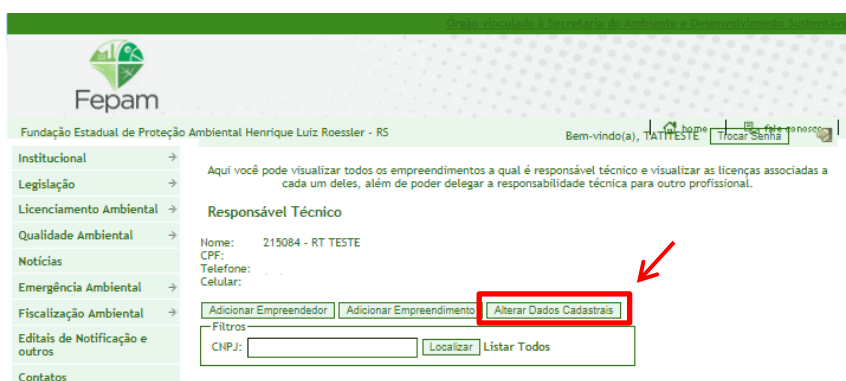 Órgão vinculado à Secretaria do Ambiente e Desenvolvimento Sustentáve
Fepam
Fundação Estadual de Proteção Ambiental Henrique Luiz Roessler - RS
home
fale conosco
Bem-vindo(a), TATITESTE
Trocar Senha
Institucional
Legislação
Licenciamento Ambiental
Qualidade Ambiental
Notícias
Emergência Ambiental
Fiscalização Ambiental
Editais de Notificação e
outros
Contatos
Aqui você pode visualizar todos os empreendimentos a qual é responsável técnico e visualizar as licenças associadas a
cada um deles, além de poder delegar a responsabilidade técnica para outro profissional.
Responsável Técnico
Nome: 215084 - RT TESTE
CPF:
Telefone:
Celular:
Adicionar Empreendedor Adicionar Empreendimento Alterar Dados Cadastrais
Filtros
CNPJ: Localizar Listar Todos